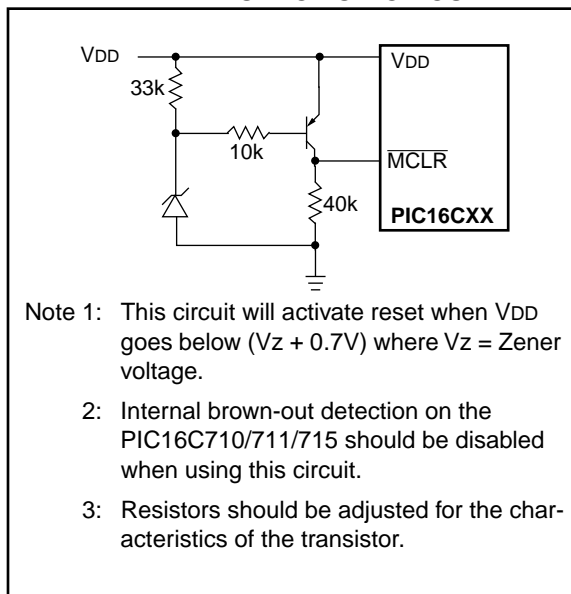 VDD
VDD
33k
10k
MCLR
40k
PIC16CXX
Note 1: This circuit will activate reset when VDD
goes below (Vz + 0.7V) where Vz = Zener
voltage.
2: Internal brown-out detection on the
PIC16C710/711/715 should be disabled
when using this circuit.
3: Resistors should be adjusted for the char-
acteristics of the transistor.